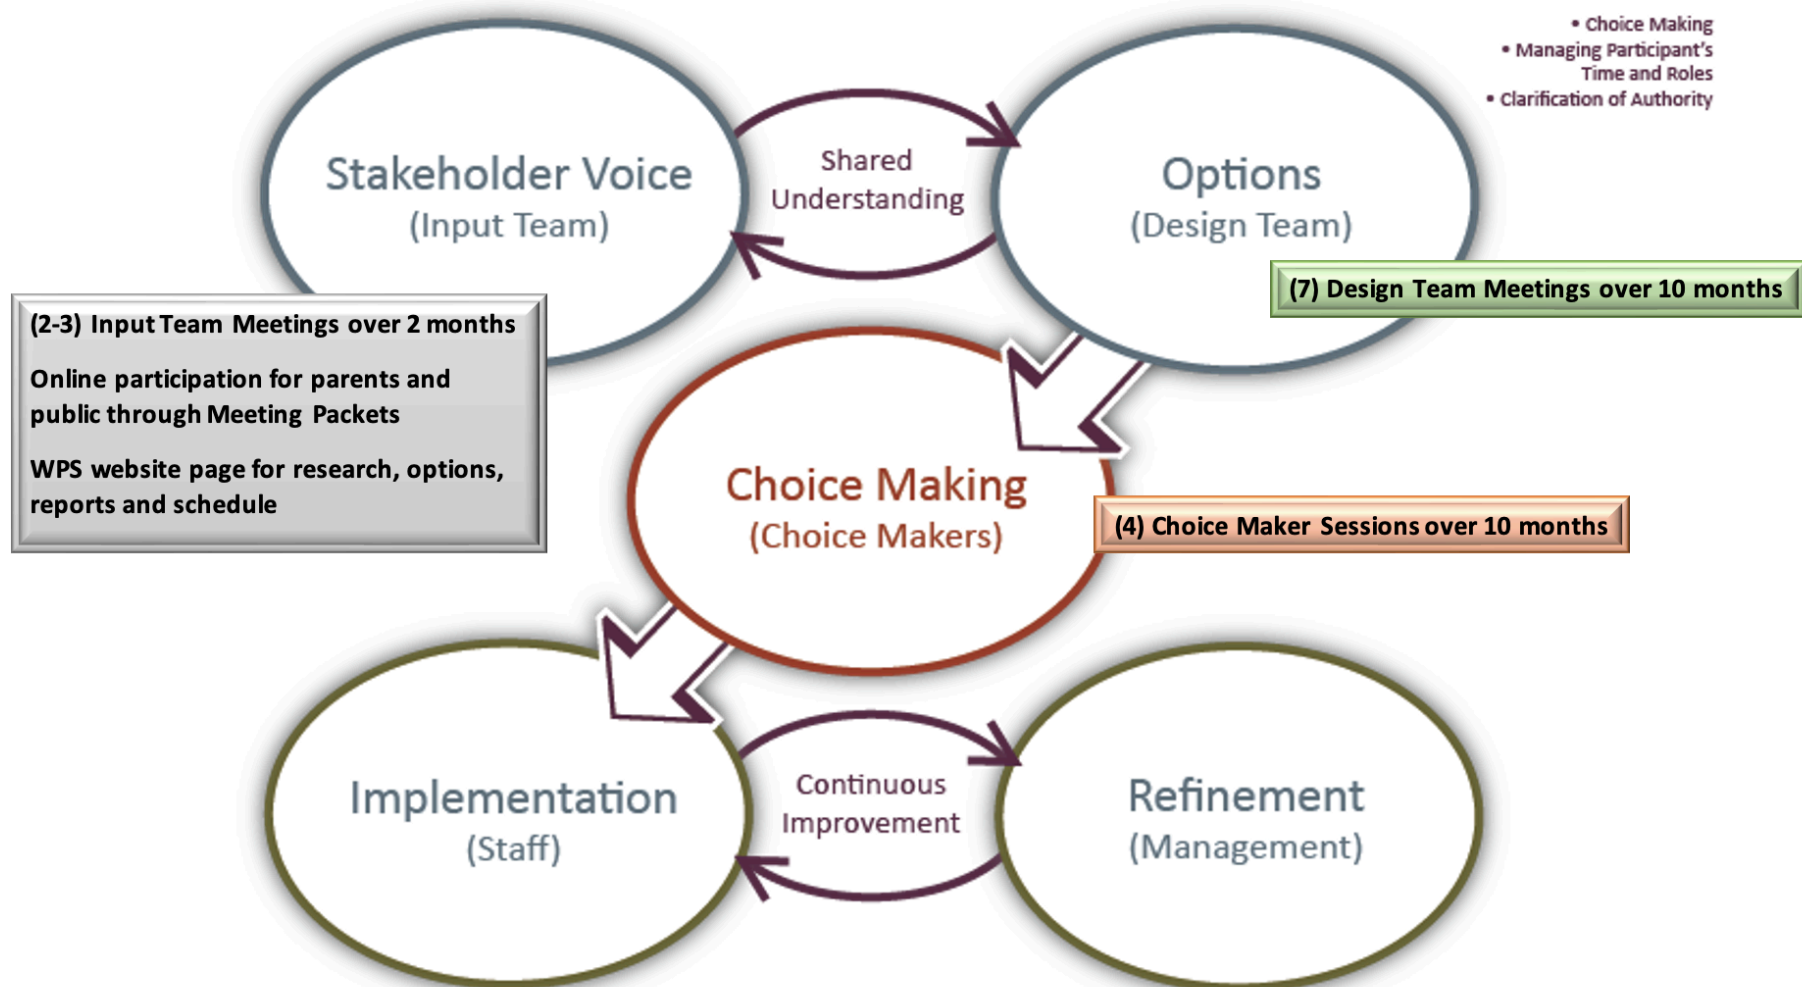 • Choice Making
• Managing Participant's
Time and Roles
• Clarification of Authority
Stakeholder Voice
(Input Team)
Shared
Understanding
Options
(Design Team)
(7) Design Team Meetings over 10 months
(2-3) Input Team Meetings over 2 months
Online participation for parents and
public through Meeting Packets
WPS website page for research, options,
reports and schedule
Choice Making
(Choice Makers)
(4) Choice Maker Sessions over 10 months
Implementation
(Staff)
Continuous
Improvement
Refinement
(Management)